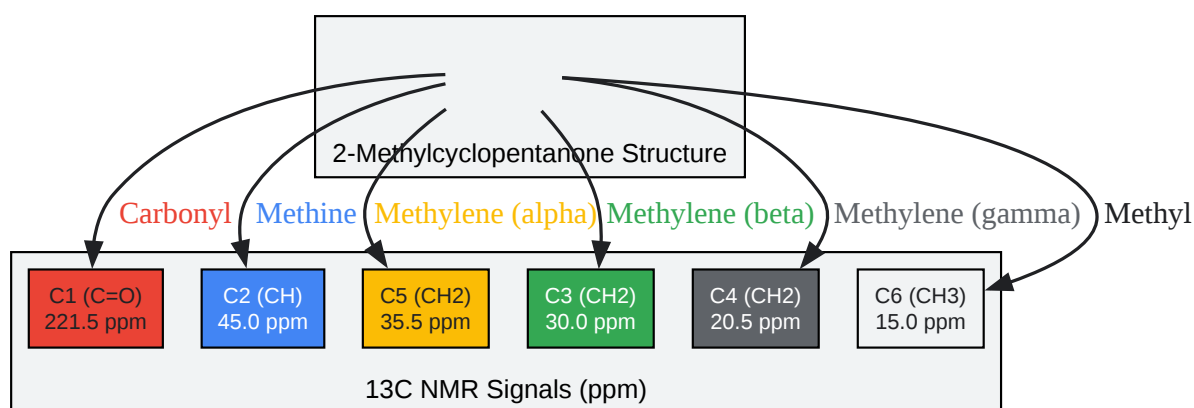 2-Methylcyclopentanone Structure
Carbonyl Methine Methylene (alpha) Methylene (beta) Methylene (gamma) Methyl
C1 (C=O)
221.5 ppm
C2 (CH)
45.0 ppm
C5 (CH2)
35.5 ppm
C3 (CH2)
30.0 ppm
C4 (CH2)
20.5 ppm
C6 (CH3)
15.0 ppm
13C NMR Signals (ppm)